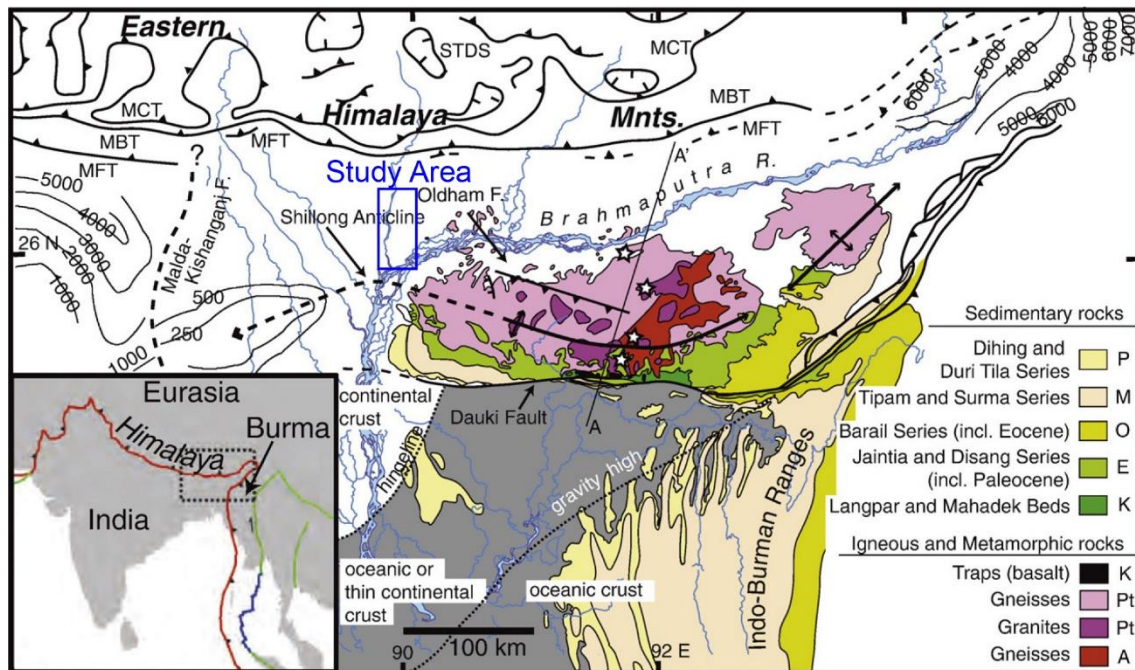 Eastern
STDS
MCT
MCT
Himalaya
Mnts.
MBT
MFT
MBT
MFT
MFT
?
5000
4000
3000
2000
1000
26 N
500
250
1000
6000
5000
4000
5000
6000
7000
4000
5000
6000
Malda-
Kishanganj F.
Study Area
Oldham F.
Shillong Anticline
Brahmaputra R.
A'
A
Dauki Fault
continental
crust
hingeline
gravity high
oceanic or
thin continental
crust
oceanic crust
Indo-Burman Ranges
100 km
90
92 E
Eurasia
Himalaya
Burma
India
Sedimentary rocks
Dihing and
Duri Tila Series P
Tipam and Surma Series M
Barail Series (incl. Eocene) O
Jaintia and Disang Series
(incl. Paleocene) E
Langpar and Mahadek Beds K
Igneous and Metamorphic rocks
Traps (basalt) K
Gneisses Pt
Granites Pt
Gneisses A